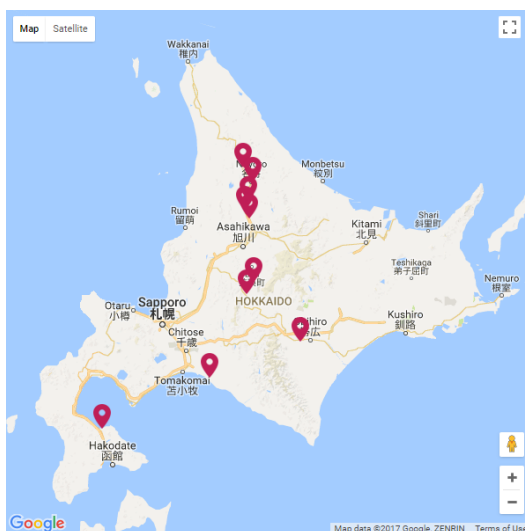 Map Satellite
Wakkanai
稚内
Monbetsu
紋別
Rumoi
留萌
Asahikawa
旭川
Kitami
北見
Shari
斜里町
Teshikaga
弟子屈町
Nemuro
根室
HOKKAIDO
Otaru
小樽
Sapporo
札幌
Chitose
千歳
Kushiro
釧路
Tomakomai
苫小牧
Hakodate
函館
Google
Map data ©2017 Google, ZENRIN Terms of Use